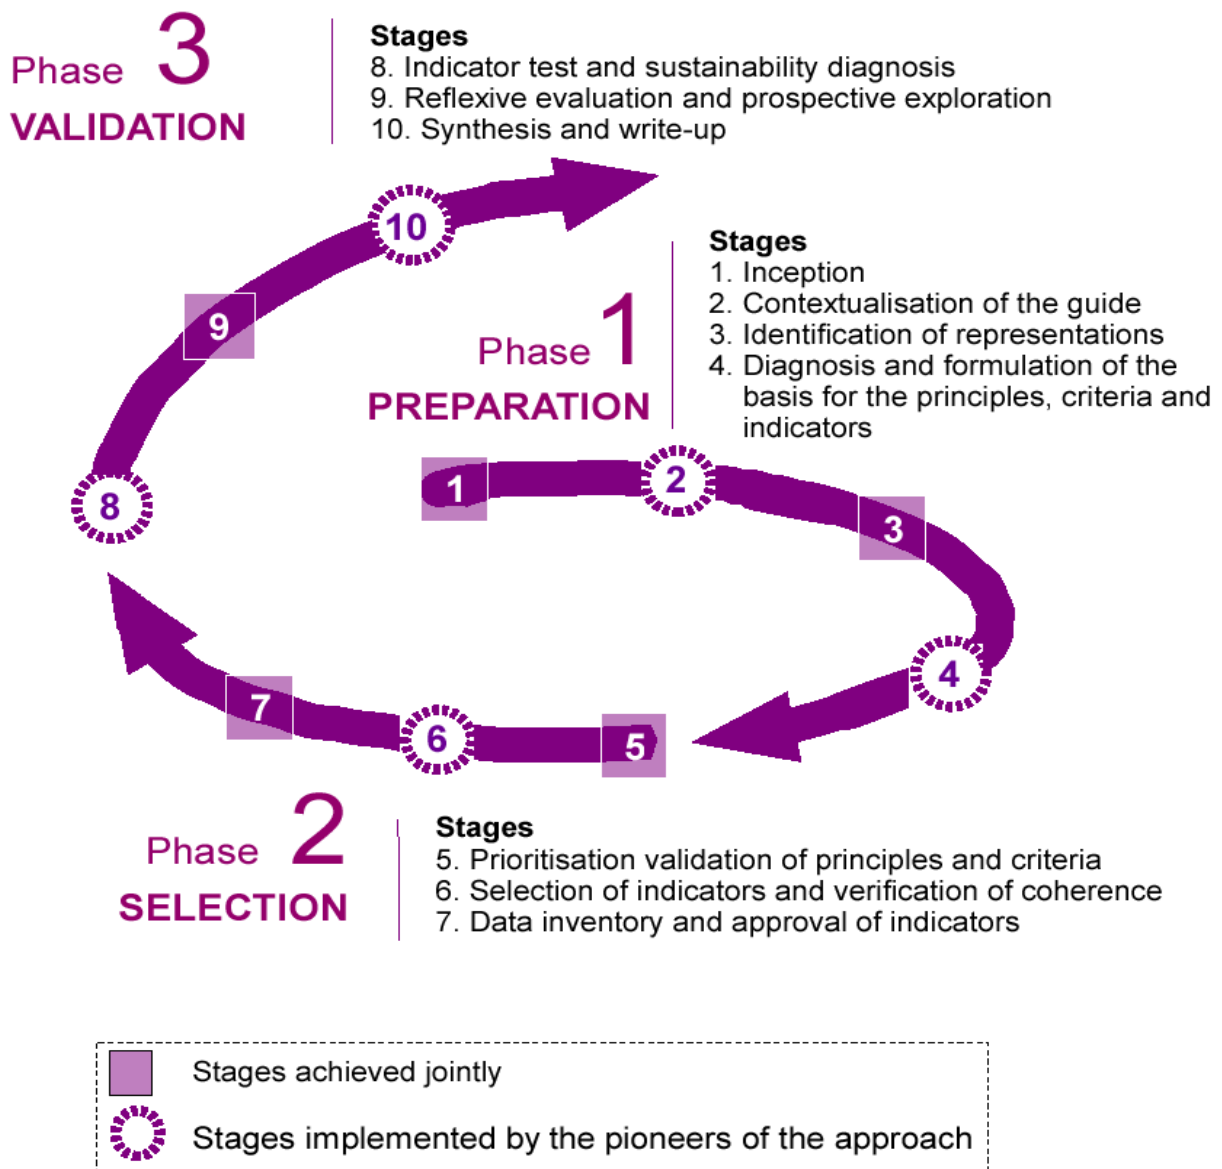 Phase 3
VALIDATION
Stages
8. Indicator test and sustainability diagnosis
9. Reflexive evaluation and prospective exploration
10. Synthesis and write-up
10
9
8
Phase 1
PREPARATION
Stages
1. Inception
2. Contextualisation of the guide
3. Identification of representations
4. Diagnosis and formulation of the
basis for the principles, criteria and
indicators
1
2
3
4
7
6
5
Phase 2
SELECTION
Stages
5. Prioritisation validation of principles and criteria
6. Selection of indicators and verification of coherence
7. Data inventory and approval of indicators
Stages achieved jointly
Stages implemented by the pioneers of the approach